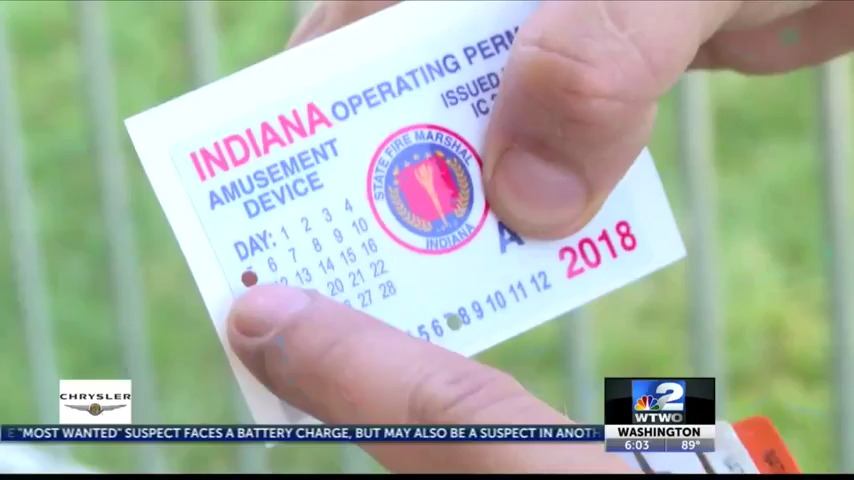 INDIANA OPERATING PERM
ISSUED
IC
AMUSEMENT
DEVICE
STATE FIRE MARSHAL
INDIANA
DAY: 1 2 3 4
6 7 8 9 10
13 14 15 16
20 21 22
27 28
5 6 8 9 10 11 12
2018
CHRYSLER
2
WTWO
WASHINGTON
6:03 89°
"MOST WANTED" SUSPECT FACES A BATTERY CHARGE, BUT MAY ALSO BE A SUSPECT IN ANOTH